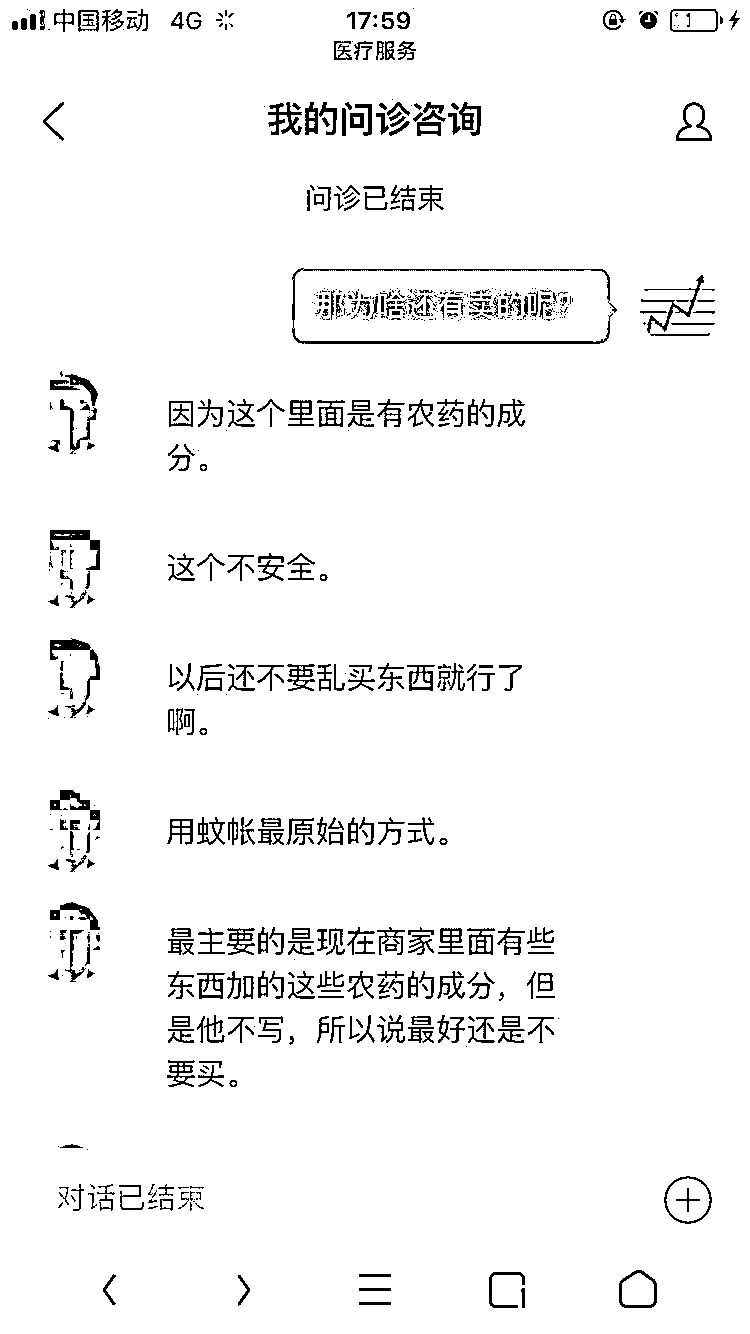 中国移动 4G 17:59
医疗服务
我的问诊咨询
问诊已结束
那为啥还有卖的呢?
因为这个里面是有农药的成
分。
这个不安全。
以后还不要乱买东西就行了
啊。
用蚊帐最原始的方式。
最主要的是现在商家里面有些
东西加的这些农药的成分，但
是他不写，所以说最好还是不
要买。
对话已结束